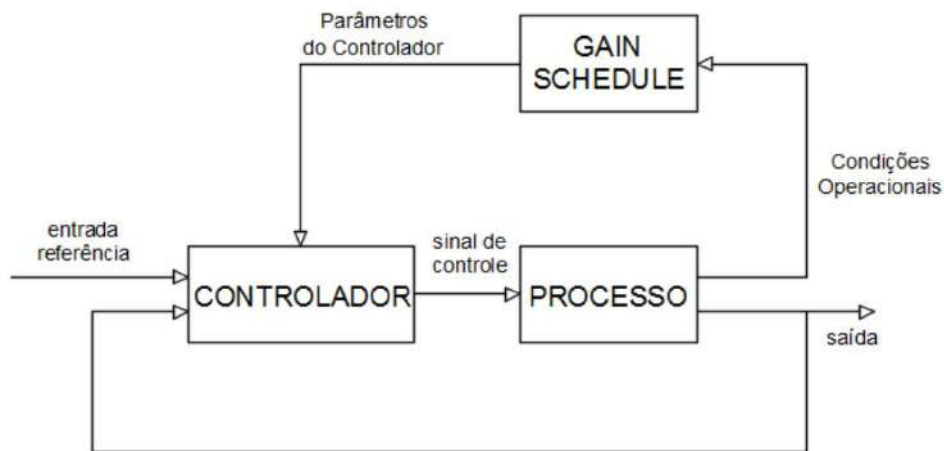 Parâmetros
do Controlador
GAIN
SCHEDULE
Condições
Operacionais
entrada
referência
sinal de
controle
CONTROLADOR
PROCESSO
saída